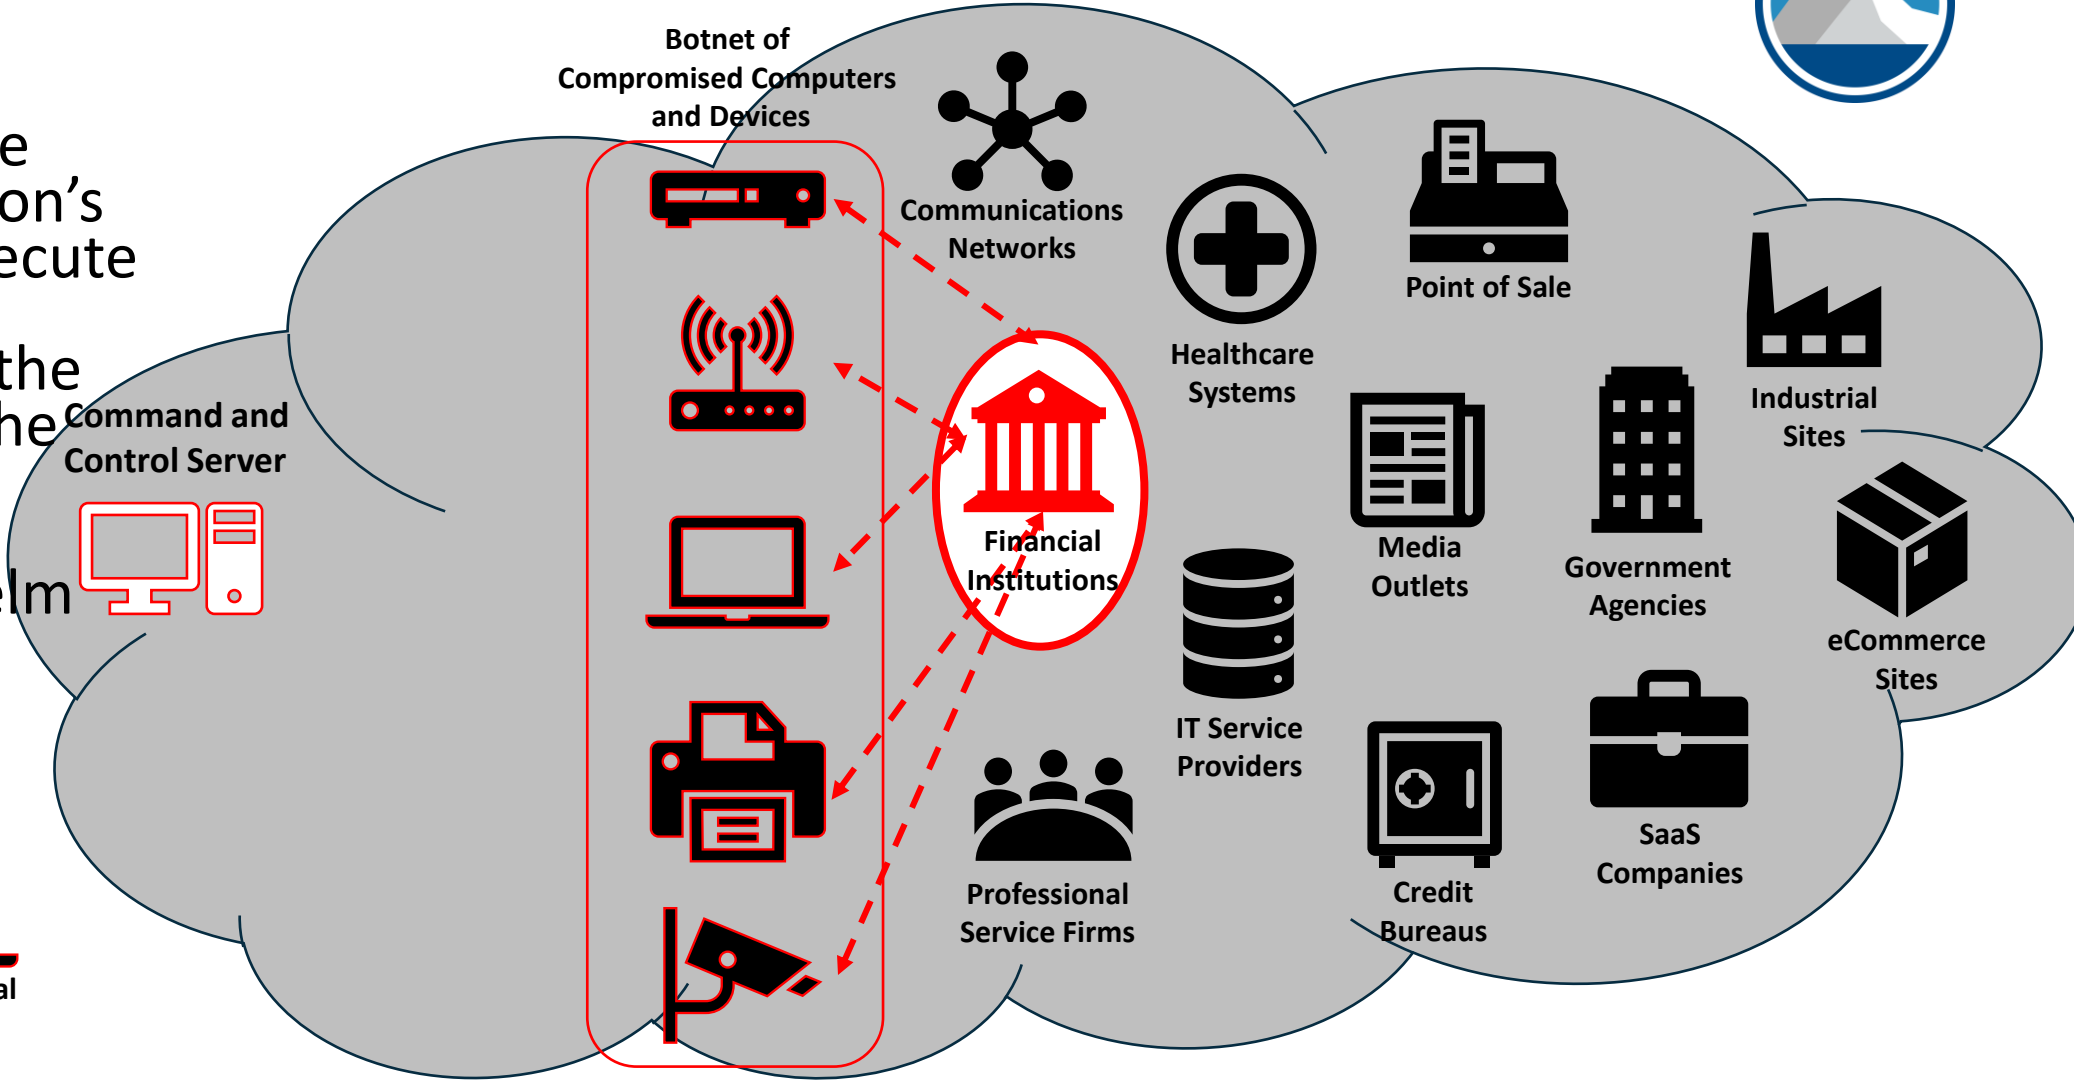 e
on's
ecute
the
he
elm
al
Command and
Control Server
Botnet of
Compromised Computers
and Devices
Communications
Networks
Healthcare
Systems
Point of Sale
Industrial
Sites
Financial
Institutions
Media
Outlets
Government
Agencies
eCommerce
Sites
IT Service
Providers
Professional
Service Firms
Credit
Bureaus
SaaS
Companies